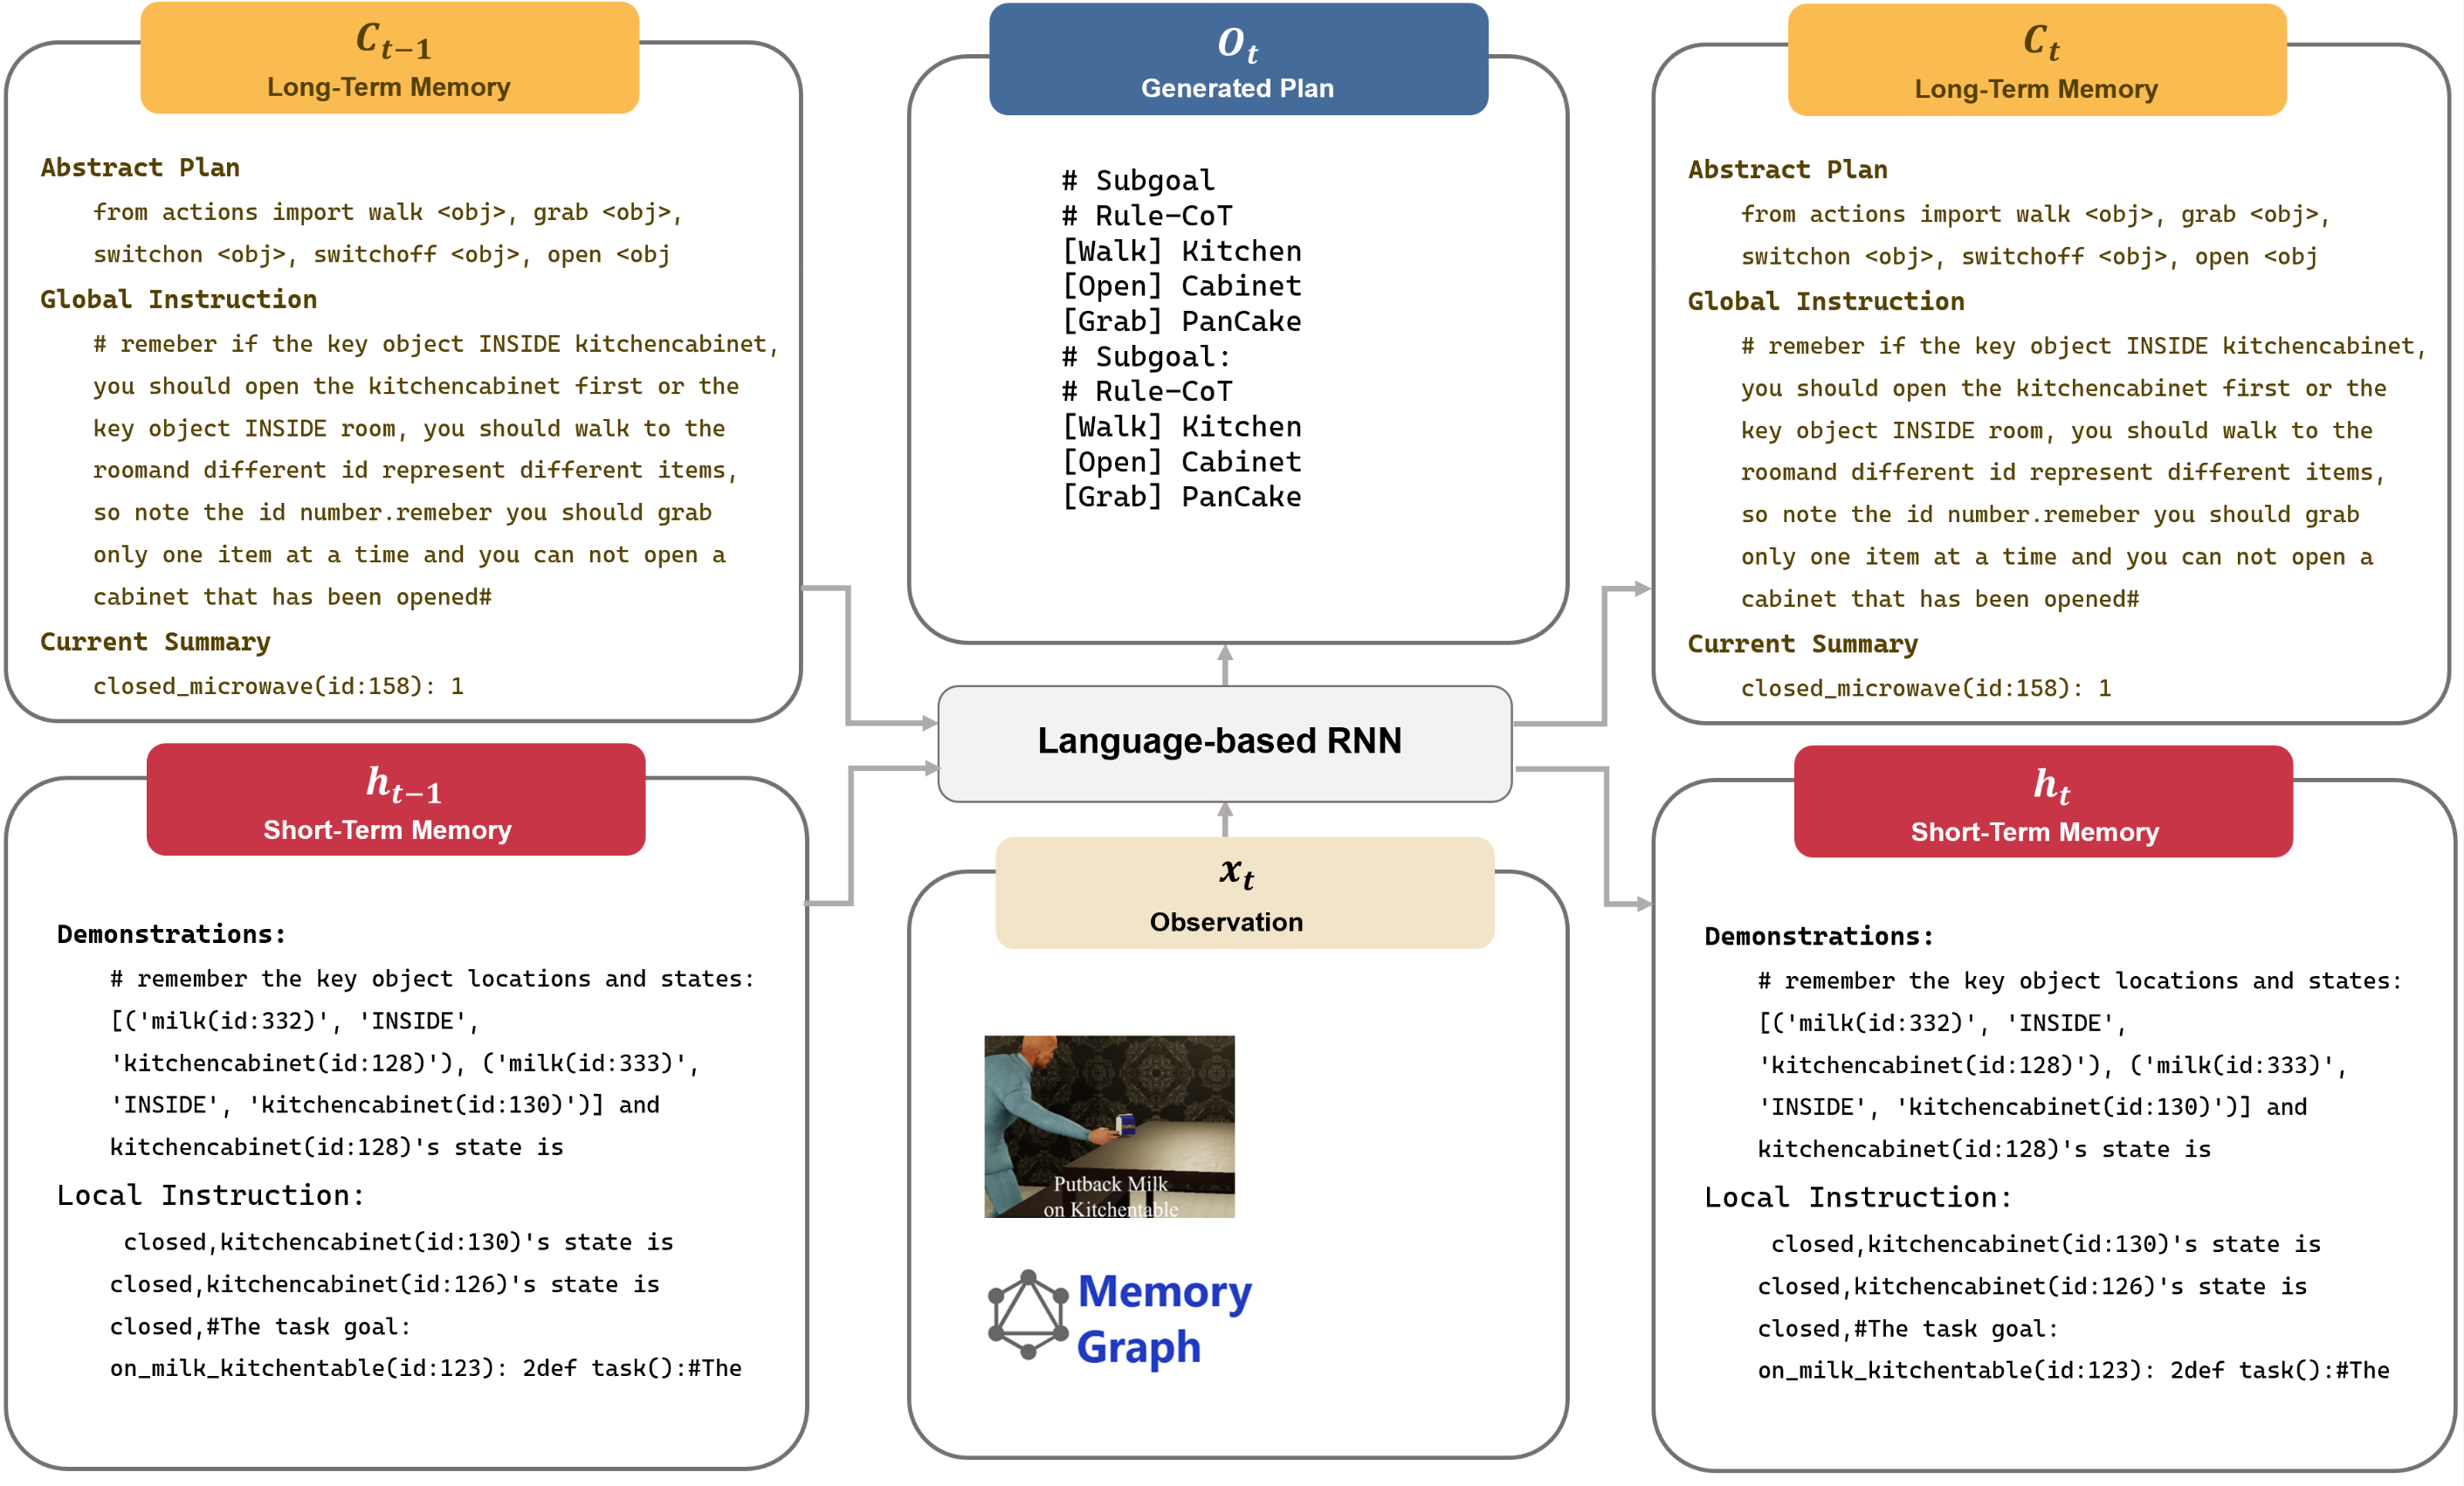 C_{t−1}
Long-Term Memory
Abstract Plan
from actions import walk <obj>, grab <obj>,
switchon <obj>, switchoff <obj>, open <obj
Global Instruction
# remeber if the key object INSIDE kitchencabinet,
you should open the kitchencabinet first or the
key object INSIDE room, you should walk to the
roomand different id represent different items,
so note the id number.remeber you should grab
only one item at a time and you can not open a
cabinet that has been opened#
Current Summary
closed_microwave(id:158): 1
h_{t−1}
Short-Term Memory
Demonstrations:
# remember the key object locations and states:
[('milk(id:332)', 'INSIDE',
'kitchencabinet(id:128)'), ('milk(id:333)',
'INSIDE', 'kitchencabinet(id:130)')] and
kitchencabinet(id:128)'s state is
Local Instruction:
closed,kitchencabinet(id:130)'s state is
closed,kitchencabinet(id:126)'s state is
closed,#The task goal:
on_milk_kitchentable(id:123): 2def task():#The
O_t
Generated Plan
# Subgoal
# Rule-CoT
[Walk] Kitchen
[Open] Cabinet
[Grab] PanCake
# Subgoal:
# Rule-CoT
[Walk] Kitchen
[Open] Cabinet
[Grab] PanCake
Language-based RNN
x_t
Observation
Putback Milk
on Kitchentable
Memory
Graph
C_t
Long-Term Memory
Abstract Plan
from actions import walk <obj>, grab <obj>,
switchon <obj>, switchoff <obj>, open <obj
Global Instruction
# remeber if the key object INSIDE kitchencabinet,
you should open the kitchencabinet first or the
key object INSIDE room, you should walk to the
roomand different id represent different items,
so note the id number.remeber you should grab
only one item at a time and you can not open a
cabinet that has been opened#
Current Summary
closed_microwave(id:158): 1
h_t
Short-Term Memory
Demonstrations:
# remember the key object locations and states:
[('milk(id:332)', 'INSIDE',
'kitchencabinet(id:128)'), ('milk(id:333)',
'INSIDE', 'kitchencabinet(id:130)')] and
kitchencabinet(id:128)'s state is
Local Instruction:
closed,kitchencabinet(id:130)'s state is
closed,kitchencabinet(id:126)'s state is
closed,#The task goal:
on_milk_kitchentable(id:123): 2def task():#The